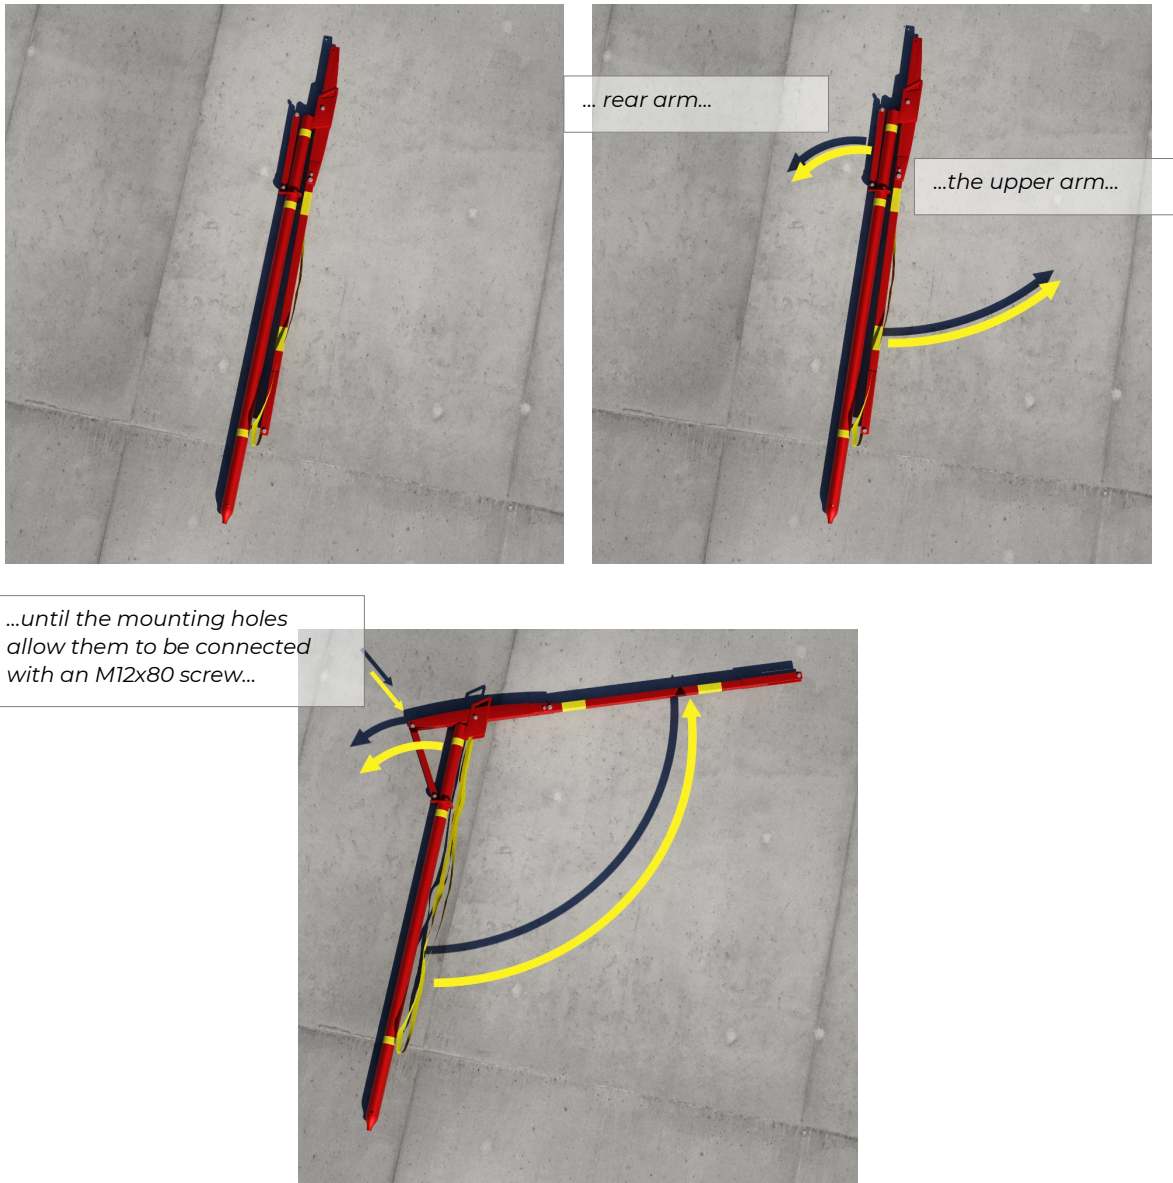 ... rear arm...
...the upper arm...
...until the mounting holes
allow them to be connected
with an M12x80 screw...